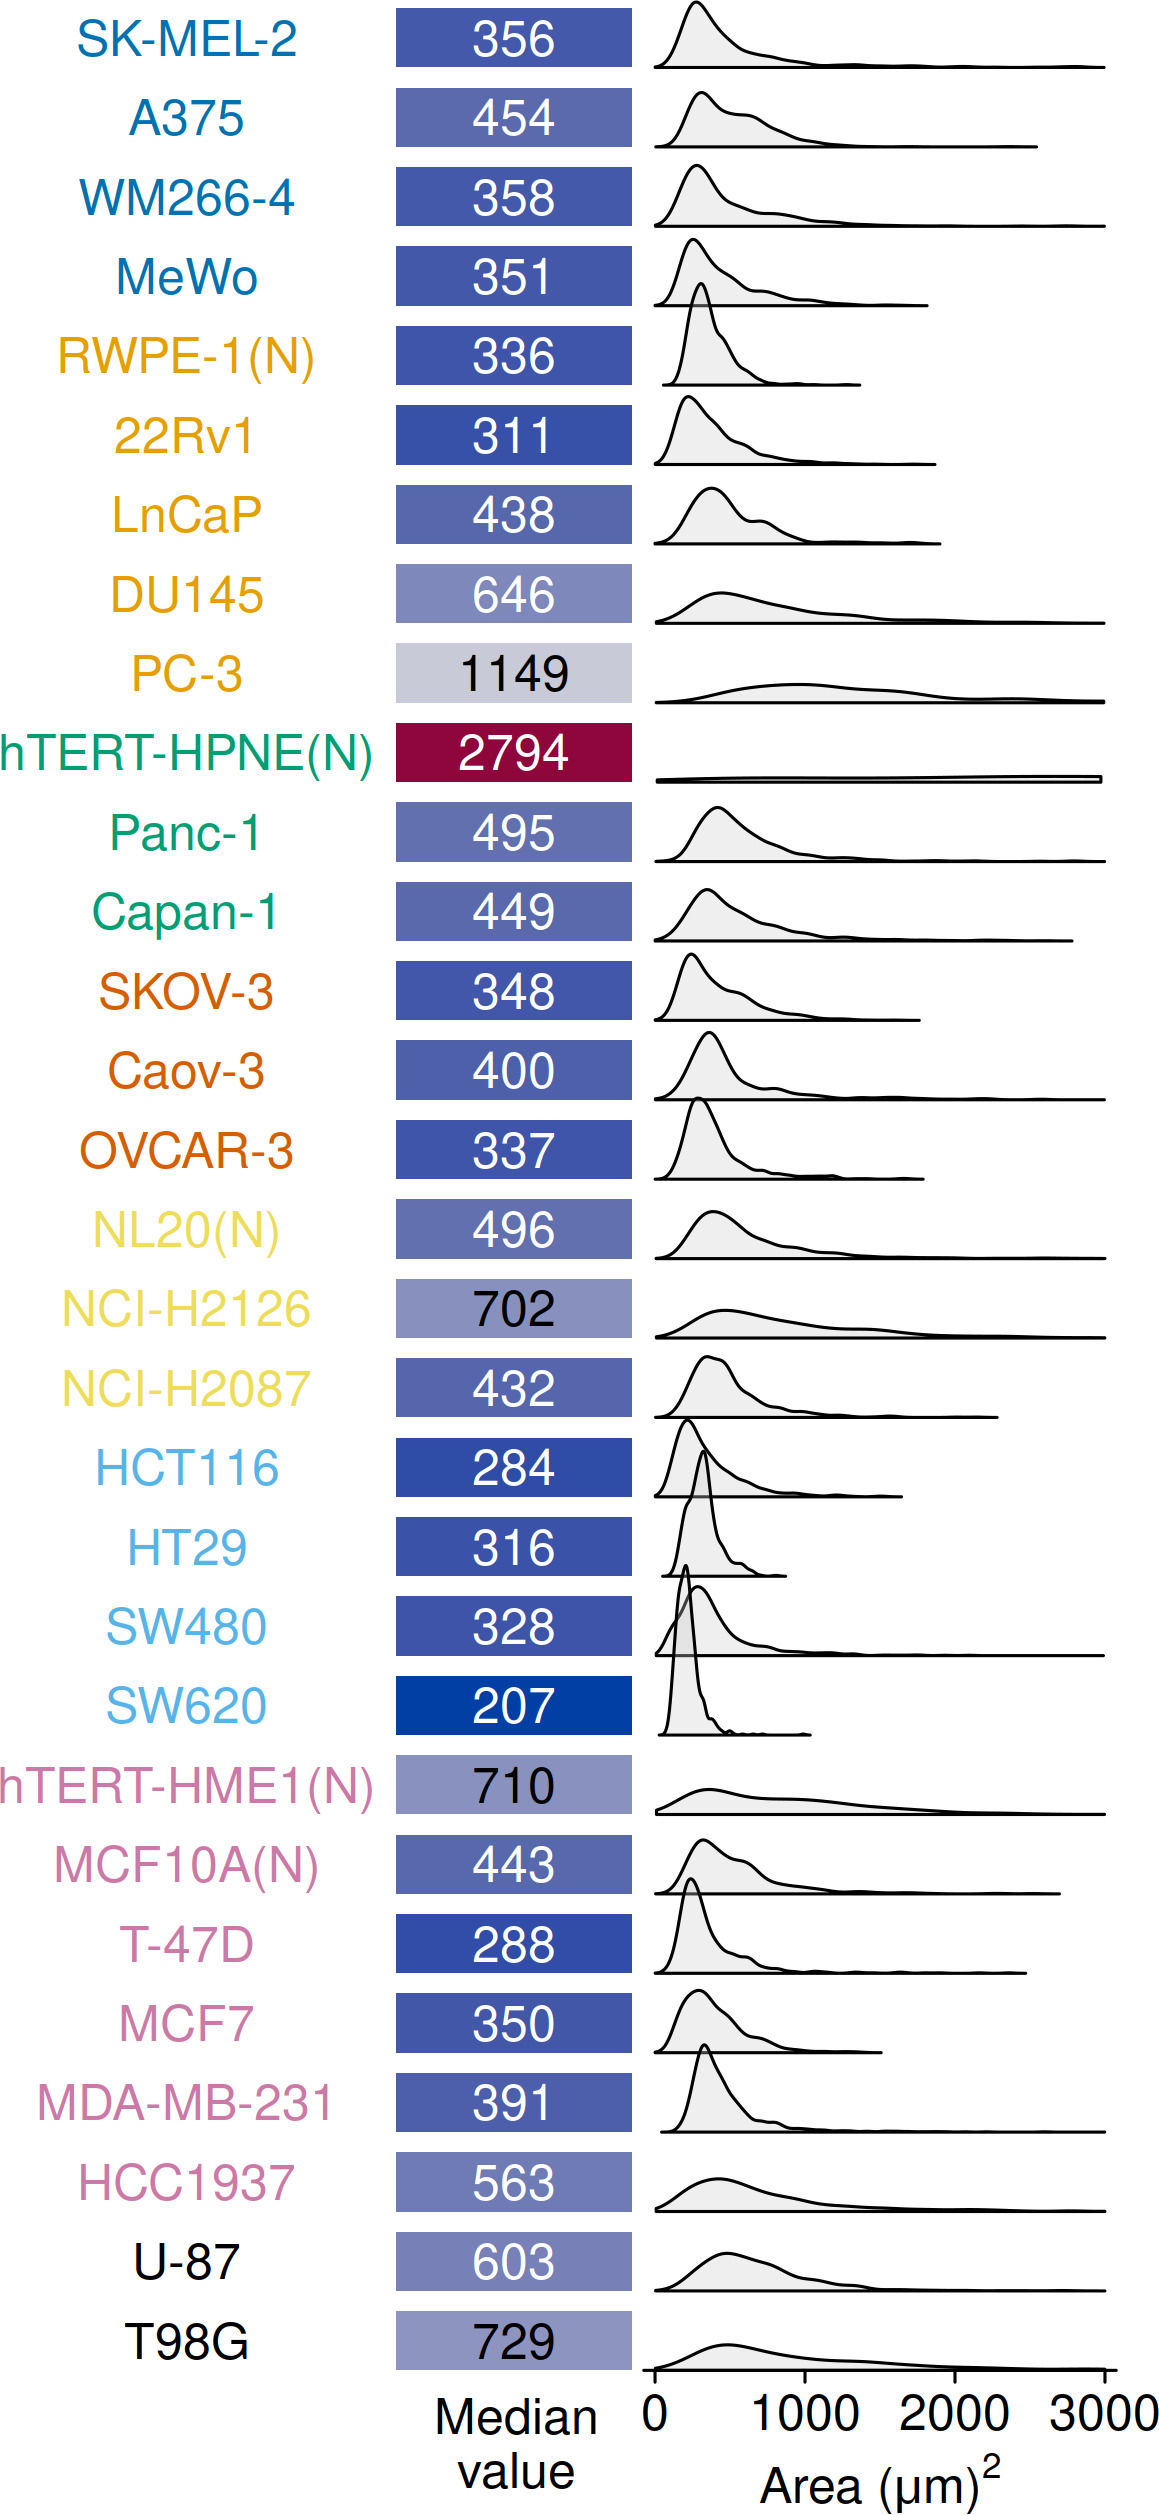 SK-MEL-2 356
A375 454
WM266-4 358
MeWo 351
RWPE-1(N) 336
22Rv1 311
LnCaP 438
DU145 646
PC-3 1149
hTERT-HPNE(N) 2794
Panc-1 495
Capan-1 449
SKOV-3 348
Caov-3 400
OVCAR-3 337
NL20(N) 496
NCI-H2126 702
NCI-H2087 432
HCT116 284
HT29 316
SW480 328
SW620 207
hTERT-HME1(N) 710
MCF10A(N) 443
T-47D 288
MCF7 350
MDA-MB-231 391
HCC1937 563
U-87 603
T98G 729
0 1000 2000 3000
Median
value
Area (μm)²